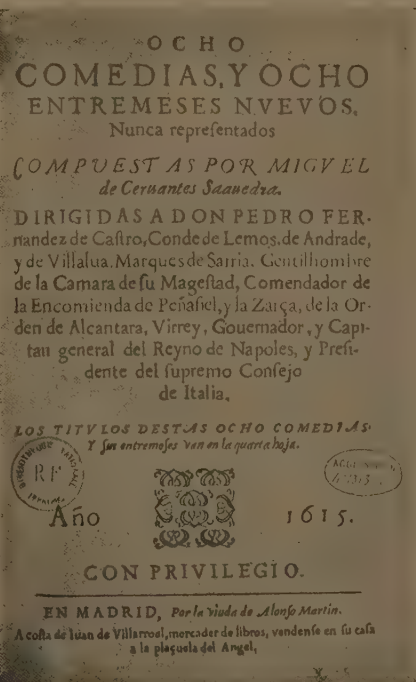 OCHO
COMEDIAS, Y OCHO
ENTREMESES NVEVOS,
Nunca repreſentados
COMPUESTAS POR MIGVEL
de Ceruantes Saauedra.
DIRIGIDAS A DON PEDRO FER-
nandez de Caſtro, Conde de Lemos, de Andrade,
y de Villalua, Marques de Sarria, Gentilhombre
de la Camara de ſu Mageſtad, Comendador de
la Encomienda de Peñafiel, y la Zarça, de la Or-
den de Alcantara, Virrey, Gouernador, y Capi-
tan general del Reyno de Napoles, y Preſi-
dente del ſupremo Conſejo
de Italia.
LOS TITVLOS DESTAS OCHO COMEDIAS.
Y ſus entremeſes van en la quarta hoja.
RF
Año 1615.
CON PRIVILEGIO.
EN MADRID, Por la viuda de Alonſo Martin.
A coſta de Iuan de Villarroel, mercader de libros, vendenſe en ſu caſa
a la plaçuela del Angel,